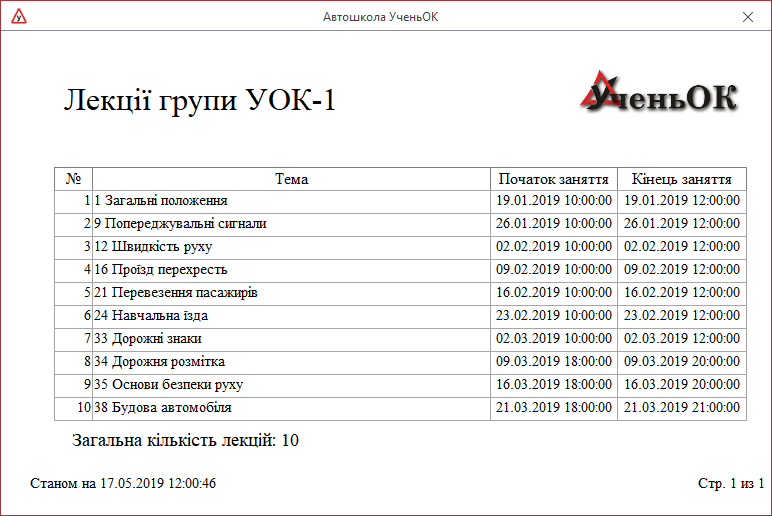 Автошкола УченьОК
Лекції групи УОК-1
УченьОК
№ Тема Початок заняття Кінець заняття
1 1 Загальні положення 19.01.2019 10:00:00 19.01.2019 12:00:00
2 9 Попереджувальні сигнали 26.01.2019 10:00:00 26.01.2019 12:00:00
3 12 Швидкість руху 02.02.2019 10:00:00 02.02.2019 12:00:00
4 16 Проїзд перехресть 09.02.2019 10:00:00 09.02.2019 12:00:00
5 21 Перевезення пасажирів 16.02.2019 10:00:00 16.02.2019 12:00:00
6 24 Навчальна їзда 23.02.2019 10:00:00 23.02.2019 12:00:00
7 33 Дорожні знаки 02.03.2019 10:00:00 02.03.2019 12:00:00
8 34 Дорожня розмітка 09.03.2019 18:00:00 09.03.2019 20:00:00
9 35 Основи безпеки руху 16.03.2019 18:00:00 16.03.2019 20:00:00
10 38 Будова автомобіля 21.03.2019 18:00:00 21.03.2019 21:00:00
Загальна кількість лекцій: 10
Станом на 17.05.2019 12:00:46 Стр. 1 из 1